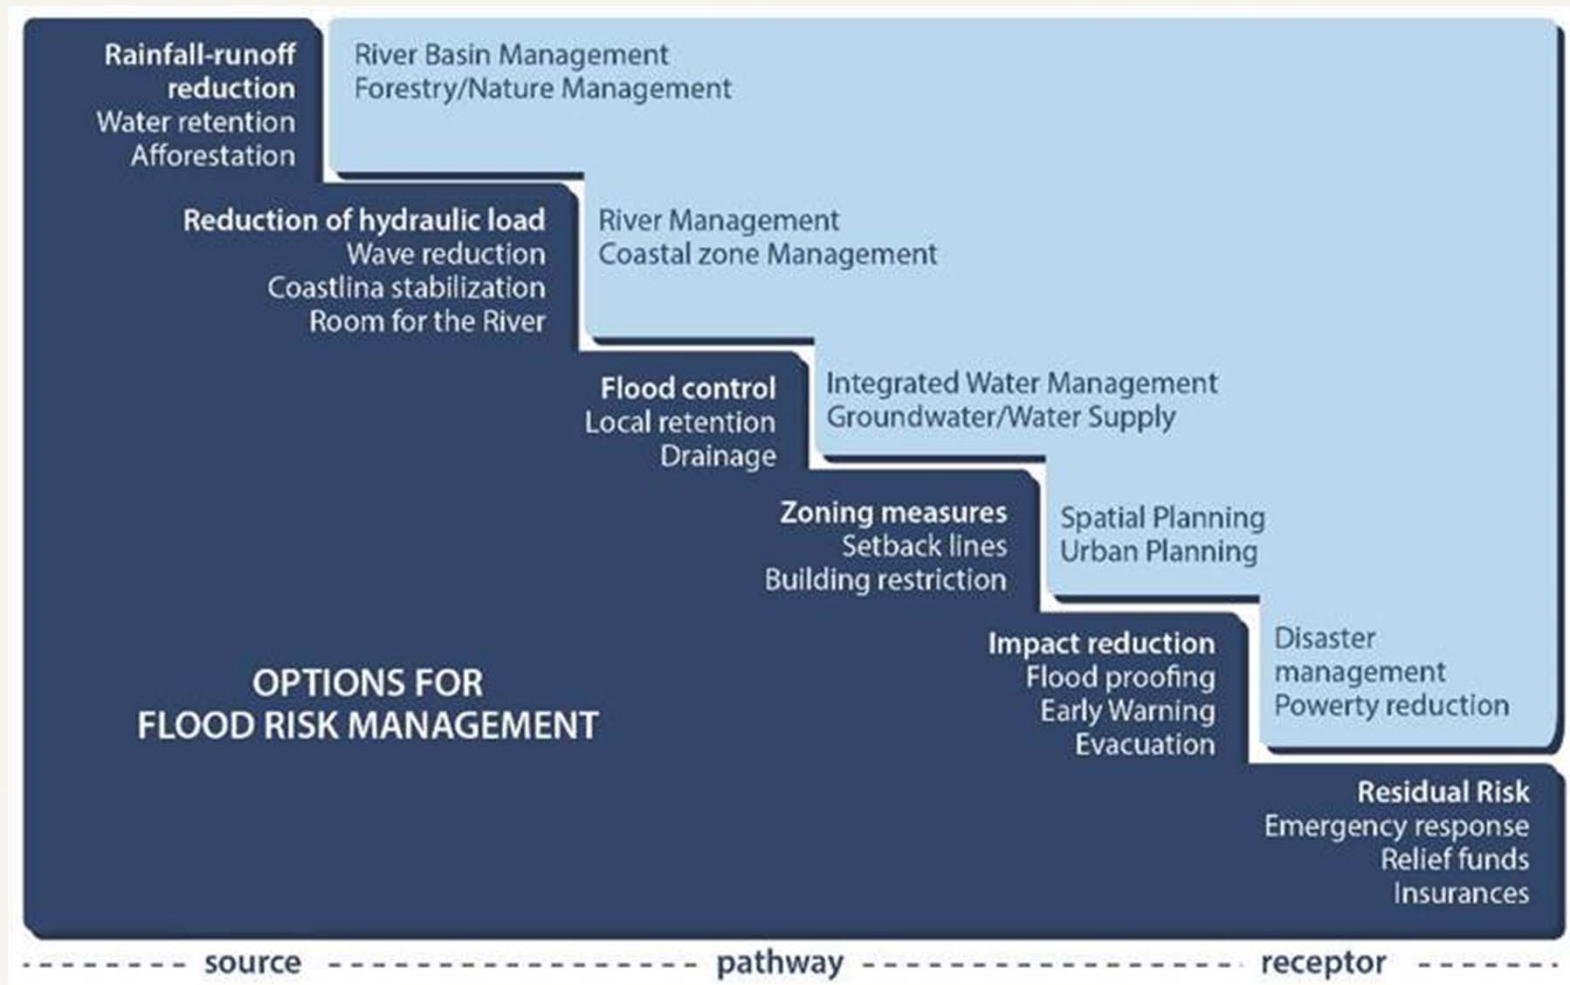 Rainfall-runoff
reduction
Water retention
Afforestation
River Basin Management
Forestry/Nature Management
Reduction of hydraulic load
Wave reduction
Coastlina stabilization
Room for the River
River Management
Coastal zone Management
Flood control
Local retention
Drainage
Integrated Water Management
Groundwater/Water Supply
Zoning measures
Setback lines
Building restriction
Spatial Planning
Urban Planning
Impact reduction
Flood proofing
Early Warning
Evacuation
Disaster
management
Powerty reduction
OPTIONS FOR
FLOOD RISK MANAGEMENT
Residual Risk
Emergency response
Relief funds
Insurances
source pathway receptor